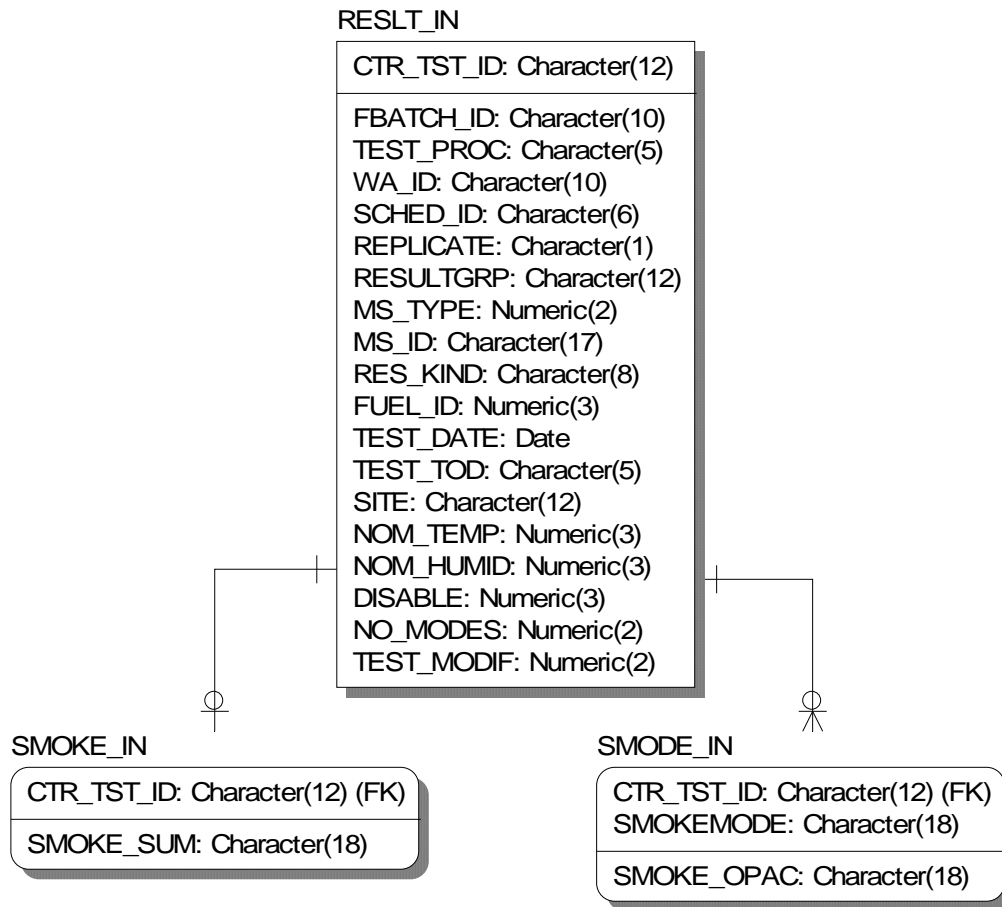 RESLT_IN
CTR_TST_ID: Character(12)
FBATCH_ID: Character(10)
TEST_PROC: Character(5)
WA_ID: Character(10)
SCHED_ID: Character(6)
REPLICATE: Character(1)
RESULTGRP: Character(12)
MS_TYPE: Numeric(2)
MS_ID: Character(17)
RES_KIND: Character(8)
FUEL_ID: Numeric(3)
TEST_DATE: Date
TEST_TOD: Character(5)
SITE: Character(12)
NOM_TEMP: Numeric(3)
NOM_HUMID: Numeric(3)
DISABLE: Numeric(3)
NO_MODES: Numeric(2)
TEST_MODIF: Numeric(2)
SMOKE_IN
CTR_TST_ID: Character(12) (FK)
SMOKE_SUM: Character(18)
SMODE_IN
CTR_TST_ID: Character(12) (FK)
SMOKEMODE: Character(18)
SMOKE_OPAC: Character(18)